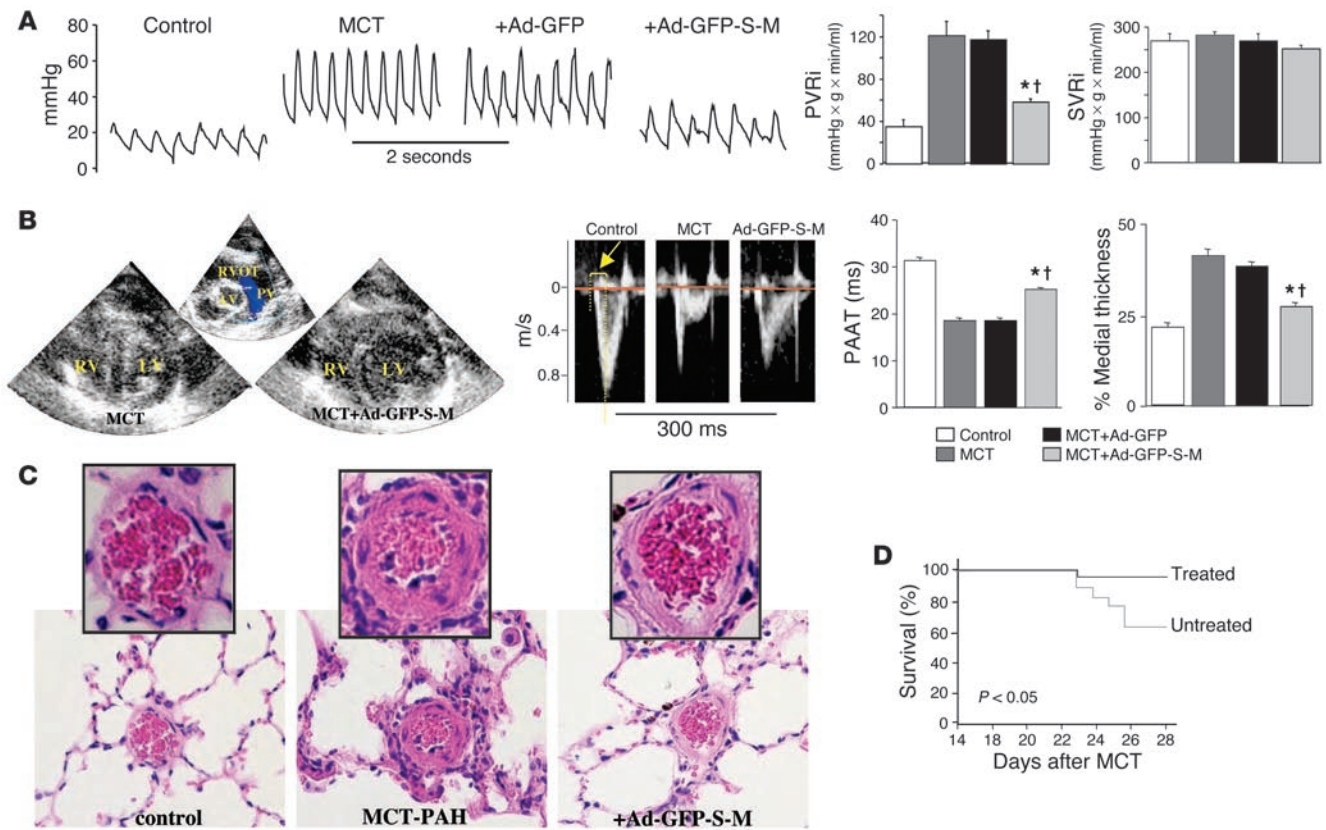 A
80
60
40
20
0
mmHg
Control
MCT
+Ad-GFP
+Ad-GFP-S-M
2 seconds
PVRi
(mmHg × g × min/ml)
120
80
40
0
*†
SVRi
(mmHg × g × min/ml)
300
200
100
0
B
RVOT
AV
PV
RV
LV
MCT
RV
LV
MCT+Ad-GFP-S-M
Control
MCT
Ad-GFP-S-M
m/s
0
0.4
0.8
300 ms
PAAT (ms)
40
30
20
10
0
*†
% Medial thickness
50
25
0
*†
Control
MCT
MCT+Ad-GFP
MCT+Ad-GFP-S-M
C
control
MCT-PAH
+Ad-GFP-S-M
D
Survival (%)
100
80
60
40
20
0
Treated
Untreated
P < 0.05
14
18
20
22
24
26
28
Days after MCT